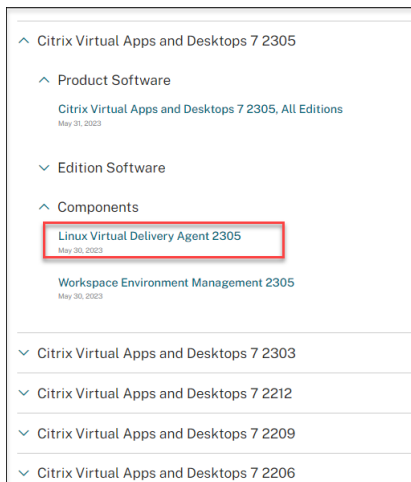 Citrix Virtual Apps and Desktops 7 2305
Product Software
Citrix Virtual Apps and Desktops 7 2305, All Editions
May 31, 2023
Edition Software
Components
Linux Virtual Delivery Agent 2305
May 30, 2023
Workspace Environment Management 2305
May 30, 2023
Citrix Virtual Apps and Desktops 7 2303
Citrix Virtual Apps and Desktops 7 2212
Citrix Virtual Apps and Desktops 7 2209
Citrix Virtual Apps and Desktops 7 2206